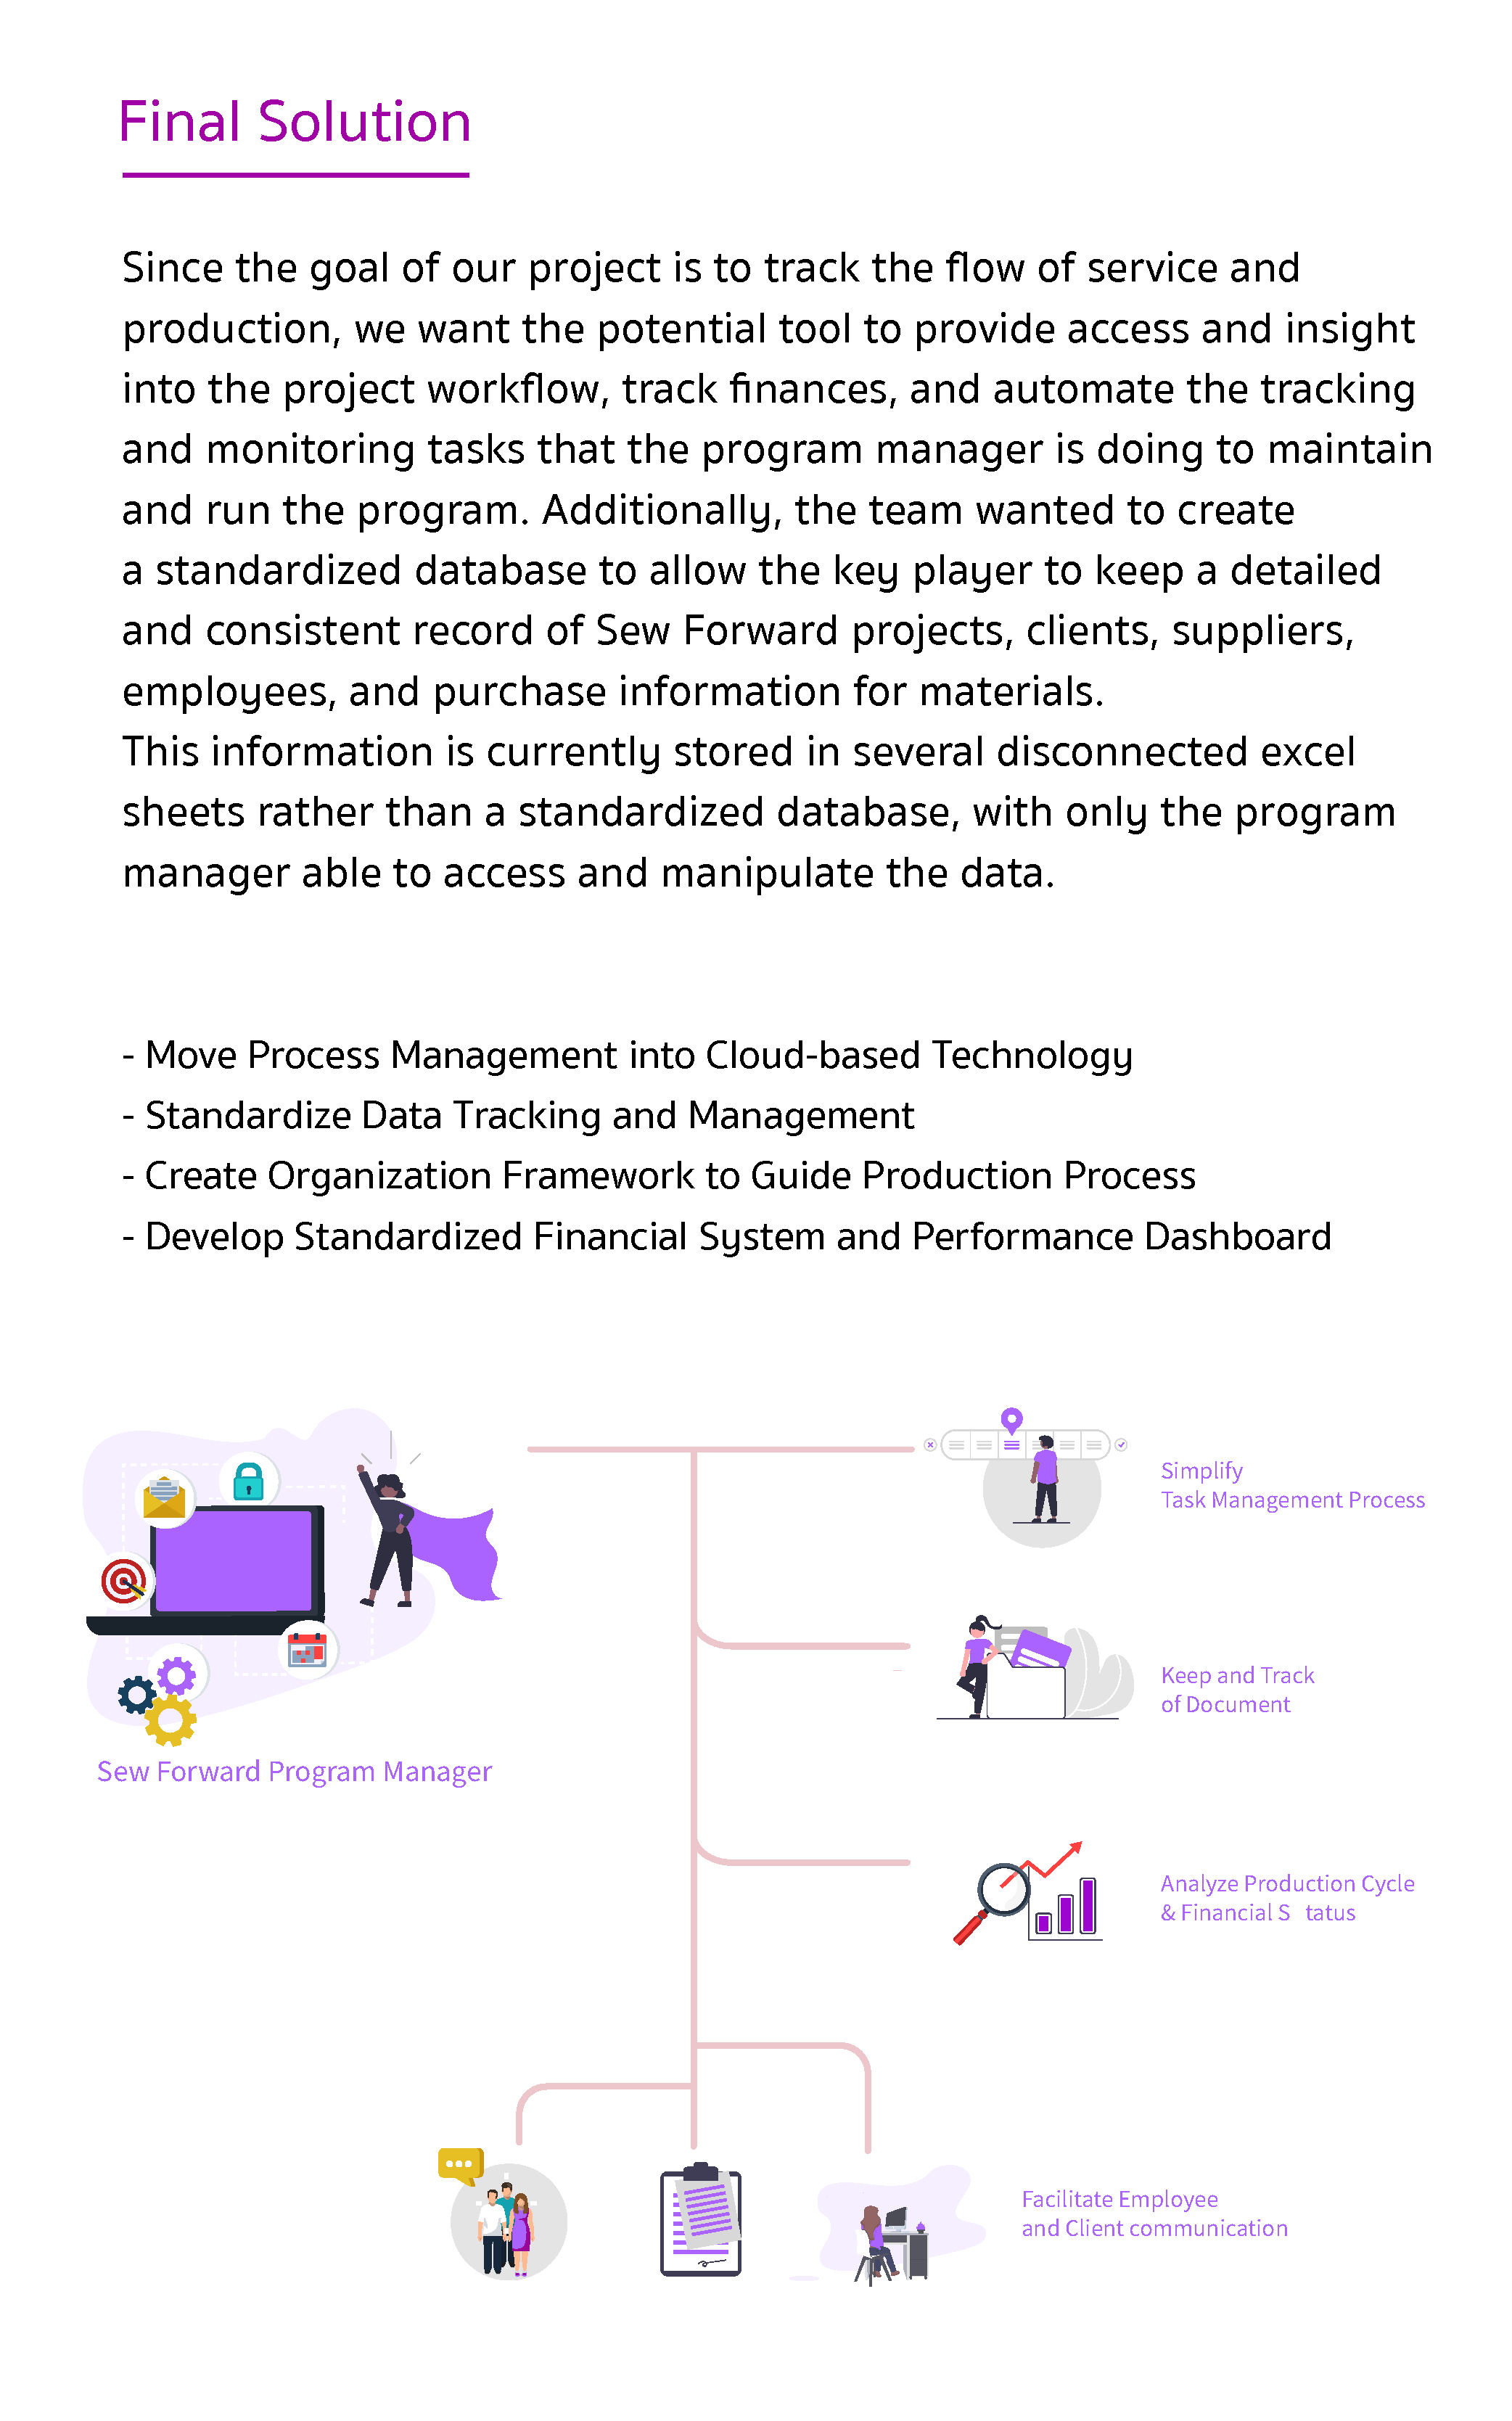 Final Solution
Since the goal of our project is to track the flow of service and
production, we want the potential tool to provide access and insight
into the project workflow, track finances, and automate the tracking
and monitoring tasks that the program manager is doing to maintain
and run the program. Additionally, the team wanted to create
a standardized database to allow the key player to keep a detailed
and consistent record of Sew Forward projects, clients, suppliers,
employees, and purchase information for materials.
This information is currently stored in several disconnected excel
sheets rather than a standardized database, with only the program
manager able to access and manipulate the data.
- Move Process Management into Cloud-based Technology
- Standardize Data Tracking and Management
- Create Organization Framework to Guide Production Process
- Develop Standardized Financial System and Performance Dashboard
Simplify
Task Management Process
Keep and Track
of Document
Sew Forward Program Manager
Analyze Production Cycle
& Financial S tatus
Facilitate Employee
and Client communication